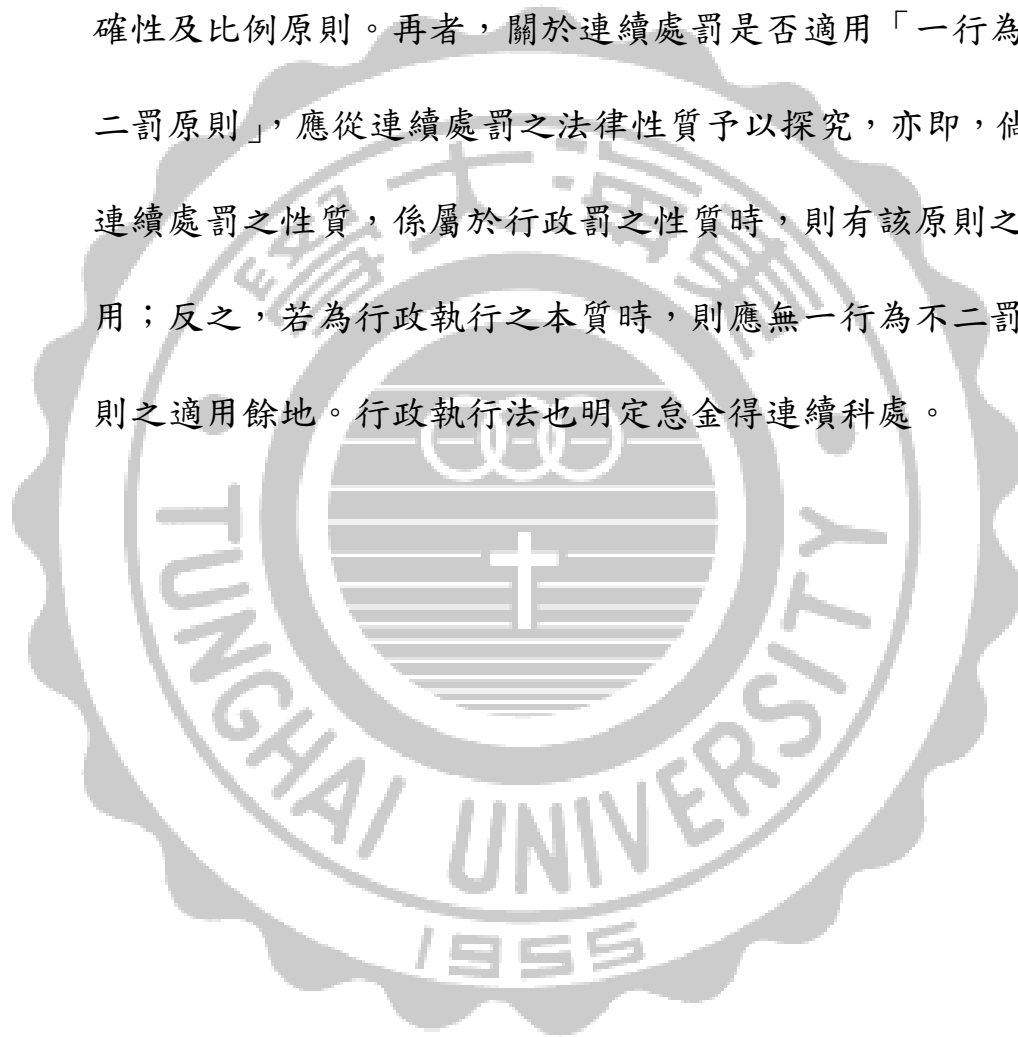 確性及比例原則。再者，關於連續處罰是否適用「一行為
二罰原則」，應從連續處罰之法律性質予以探究，亦即，倘
連續處罰之性質，係屬於行政罰之性質時，則有該原則之
用；反之，若為行政執行之本質時，則應無一行為不二罰
則之適用餘地。行政執行法也明定怠金得連續科處。
學大海東
TUNGHAI UNIVERSITY
1955